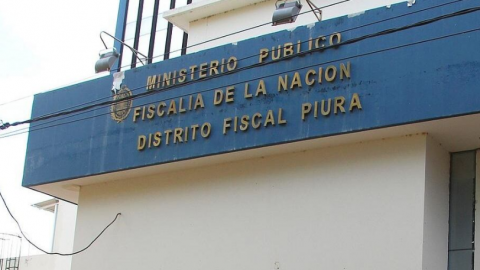 MINISTERIO PUBLICO
FISCALIA DE LA NACION
DISTRITO FISCAL PIURA